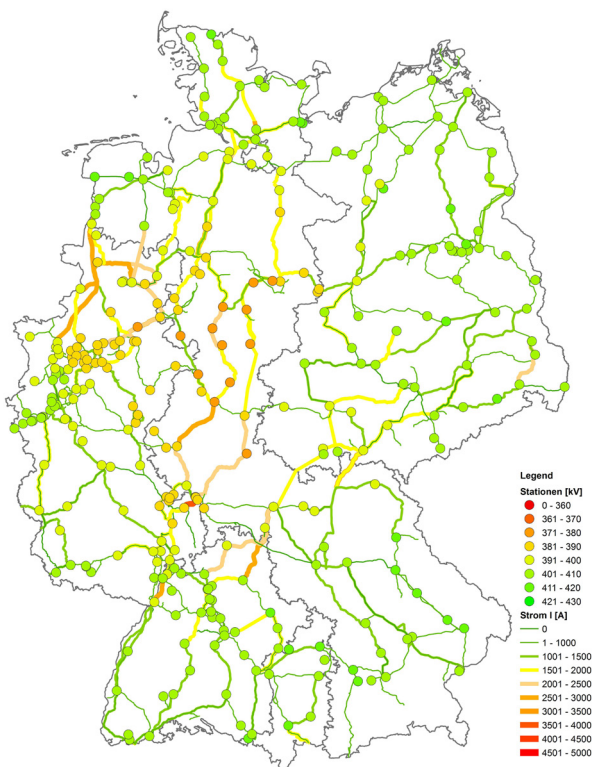 Legend
Stationen [kV]
0 - 360
361 - 370
371 - 380
381 - 390
391 - 400
401 - 410
411 - 420
421 - 430
Strom I [A]
0
1 - 1000
1001 - 1500
1501 - 2000
2001 - 2500
2501 - 3000
3001 - 3500
3501 - 4000
4001 - 4500
4501 - 5000